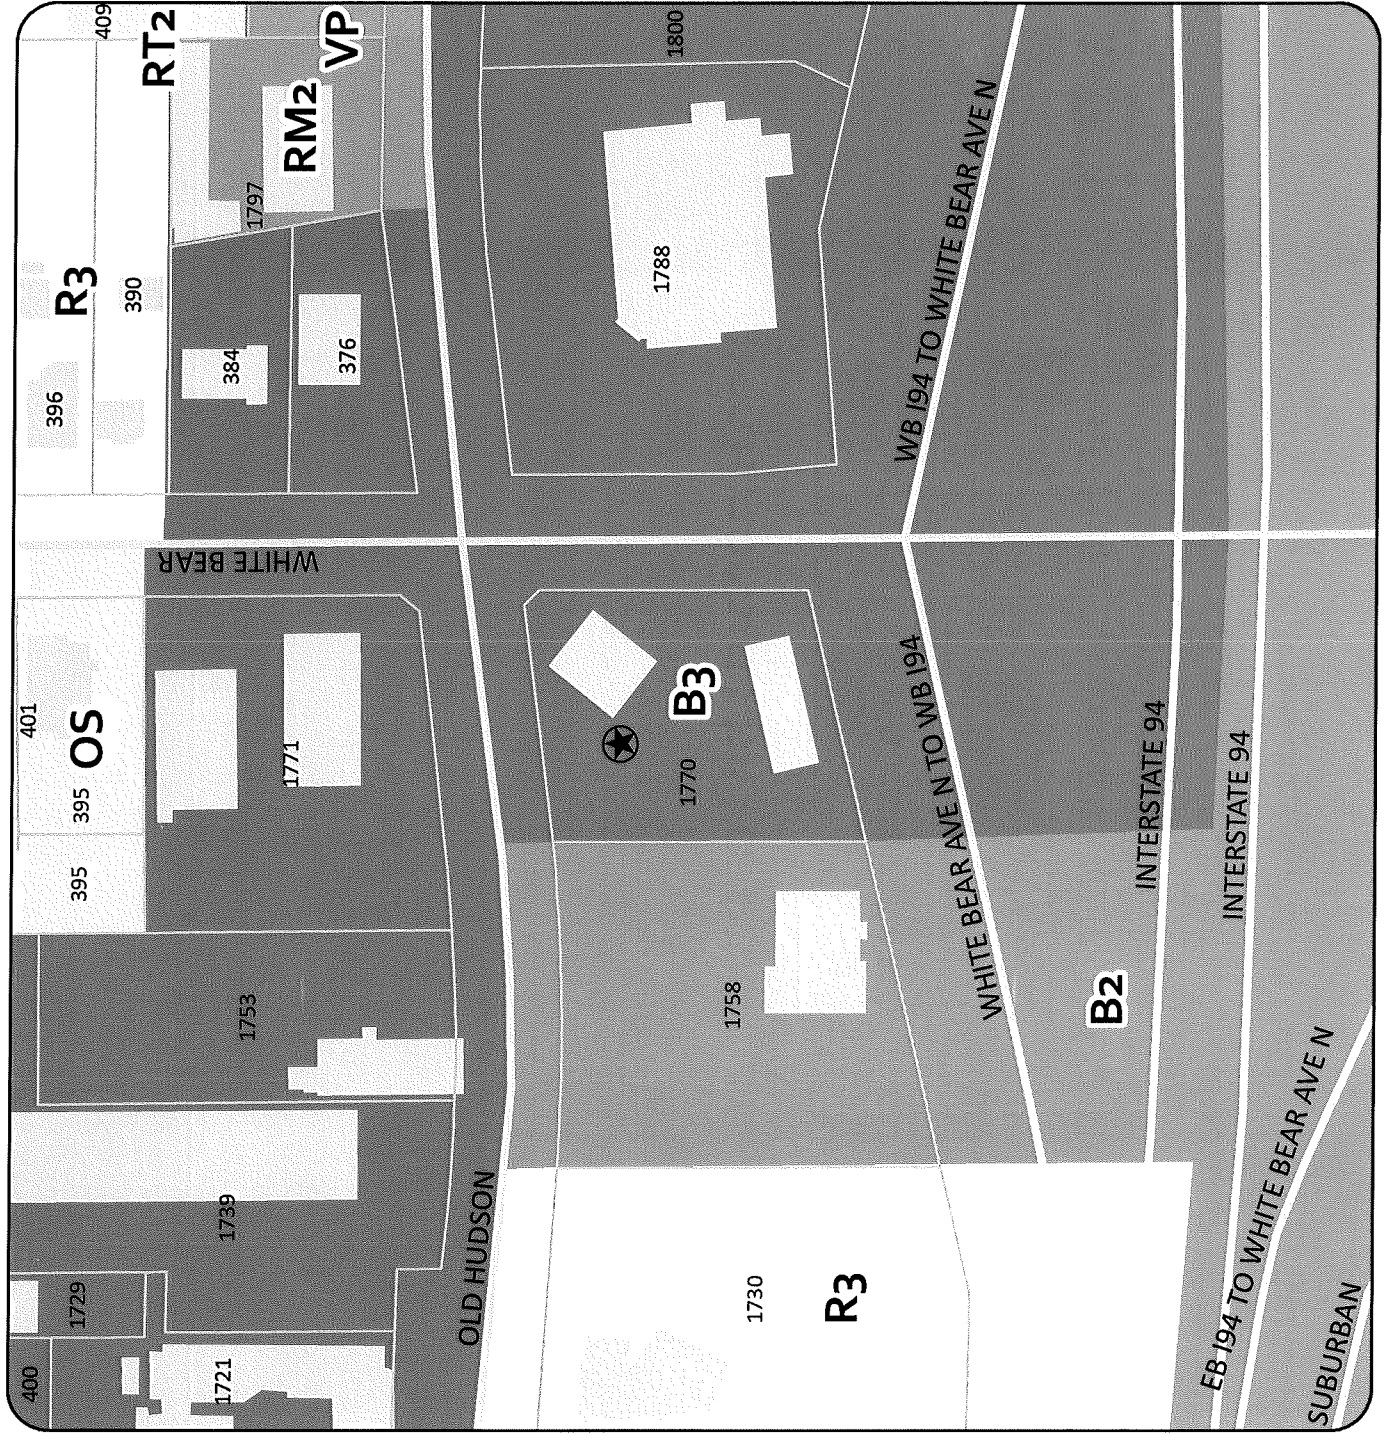 400
1729
395
395
401
OS
396
R3
390
409
RT2
VP
RM2
1797
1721
1739
1753
1771
WHITE BEAR
384
376
OLD HUDSON
1800
1730
R3
1758
1770
B3
1788
WHITE BEAR AVE N TO WB I94
WB I94 TO WHITE BEAR AVE N
B2
INTERSTATE 94
INTERSTATE 94
EB I94 TO WHITE BEAR AVE N
SUBURBAN